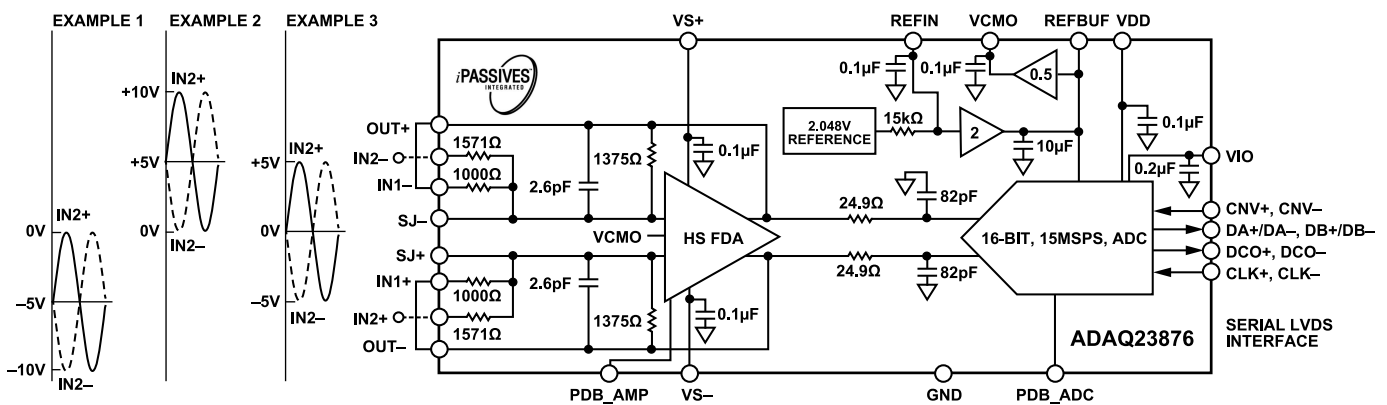 EXAMPLE 1 EXAMPLE 2 EXAMPLE 3
VS+ REFIN VCMO REFBUF VDD
IN2+
+10V
+5V
0V
IN2–
IN2+
0V
–5V
–10V
IN2–
IN2+
+5V
0V
–5V
IN2–
iPASSIVES™
INTEGRATED
OUT+
IN2–
IN1–
SJ–
SJ+
IN1+
IN2+
OUT–
1571Ω
1000Ω
1000Ω
1571Ω
2.6pF
2.6pF
1375Ω
1375Ω
0.1µF
0.1µF
VCMO
HS FDA
0.1µF
0.1µF
0.5
2.048V
REFERENCE
15kΩ
2
10µF
0.1µF
0.2µF
24.9Ω
24.9Ω
82pF
82pF
16-BIT, 15MSPS, ADC
VIO
CNV+, CNV–
DA+/DA–, DB+/DB–
DCO+, DCO–
CLK+, CLK–
ADAQ23876
SERIAL LVDS
INTERFACE
PDB_AMP VS– GND PDB_ADC